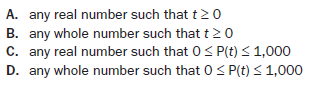 A. any real number such that t ≥ 0
B. any whole number such that t ≥ 0
C. any real number such that 0 ≤ P(t) ≤ 1,000
D. any whole number such that 0 ≤ P(t) ≤ 1,000